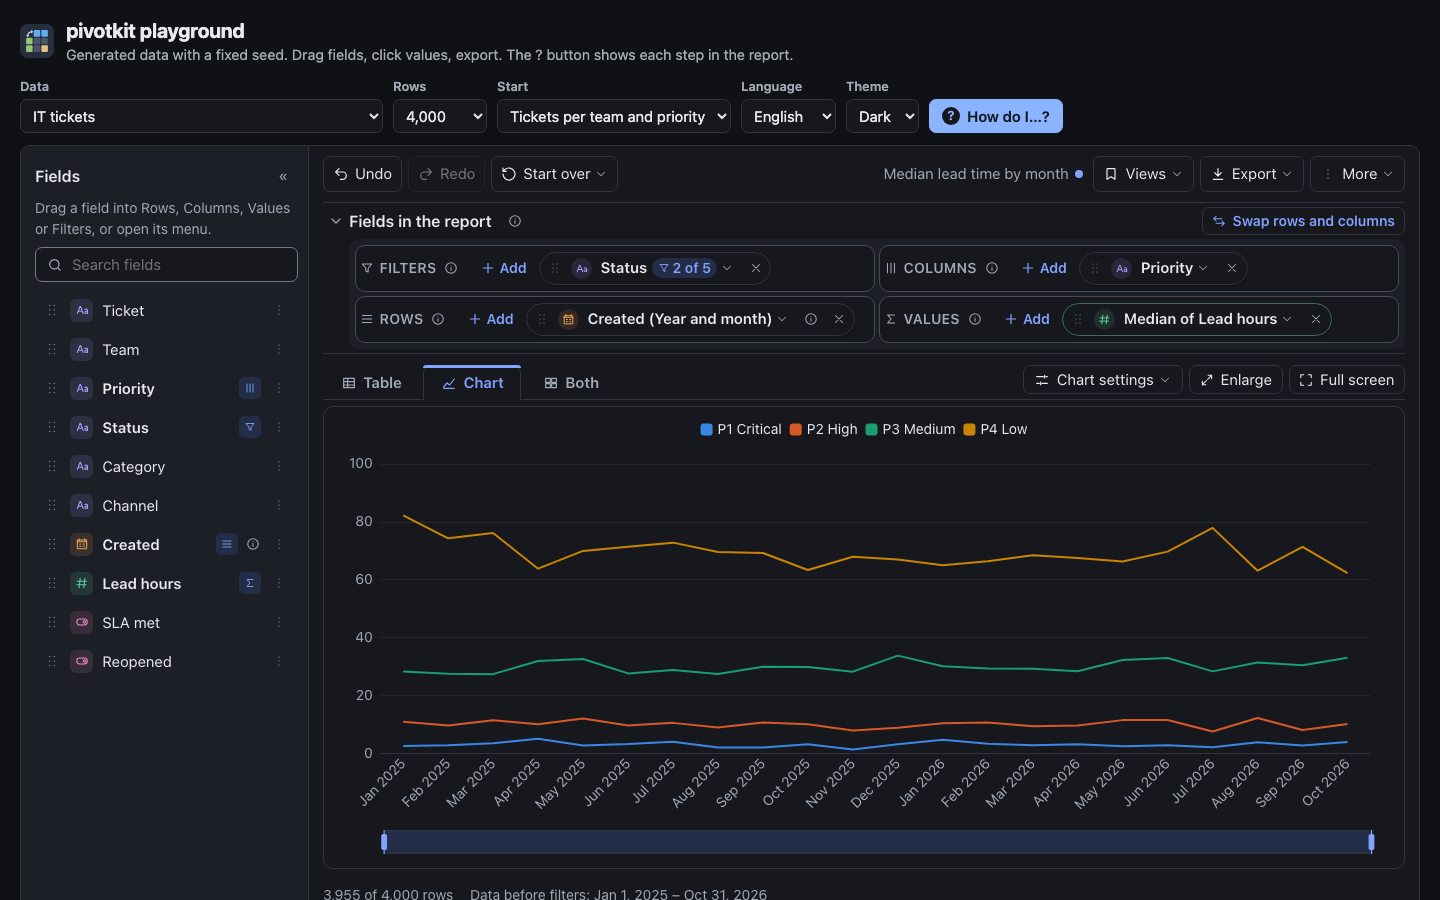 pivotkit playground
Generated data with a fixed seed. Drag fields, click values, export. The ? button shows each step in the report.
Data
Rows
Start
Language
Theme
IT tickets
4,000
Tickets per team and priority
English
Dark
? How do I...?
Fields
«
Drag a field into Rows, Columns, Values
or Filters, or open its menu.
Search fields
Aa Ticket
Aa Team
Aa Priority
Aa Status
Aa Category
Aa Channel
Created
# Lead hours Σ
SLA met
Reopened
Undo
Redo
Start over
Median lead time by month
Views
Export
More
Fields in the report
Swap rows and columns
FILTERS
+ Add
Aa Status 2 of 5
COLUMNS
+ Add
Aa Priority
ROWS
+ Add
Created (Year and month)
Σ VALUES
+ Add
# Median of Lead hours
Table
Chart
Both
Chart settings
Enlarge
Full screen
P1 Critical P2 High P3 Medium P4 Low
100
80
60
40
20
0
Jan 2025
Feb 2025
Mar 2025
Apr 2025
May 2025
Jun 2025
Jul 2025
Aug 2025
Sep 2025
Oct 2025
Nov 2025
Dec 2025
Jan 2026
Feb 2026
Mar 2026
Apr 2026
May 2026
Jun 2026
Jul 2026
Aug 2026
Sep 2026
Oct 2026
3,955 of 4,000 rows Data before filters: Jan 1, 2025 – Oct 31, 2026